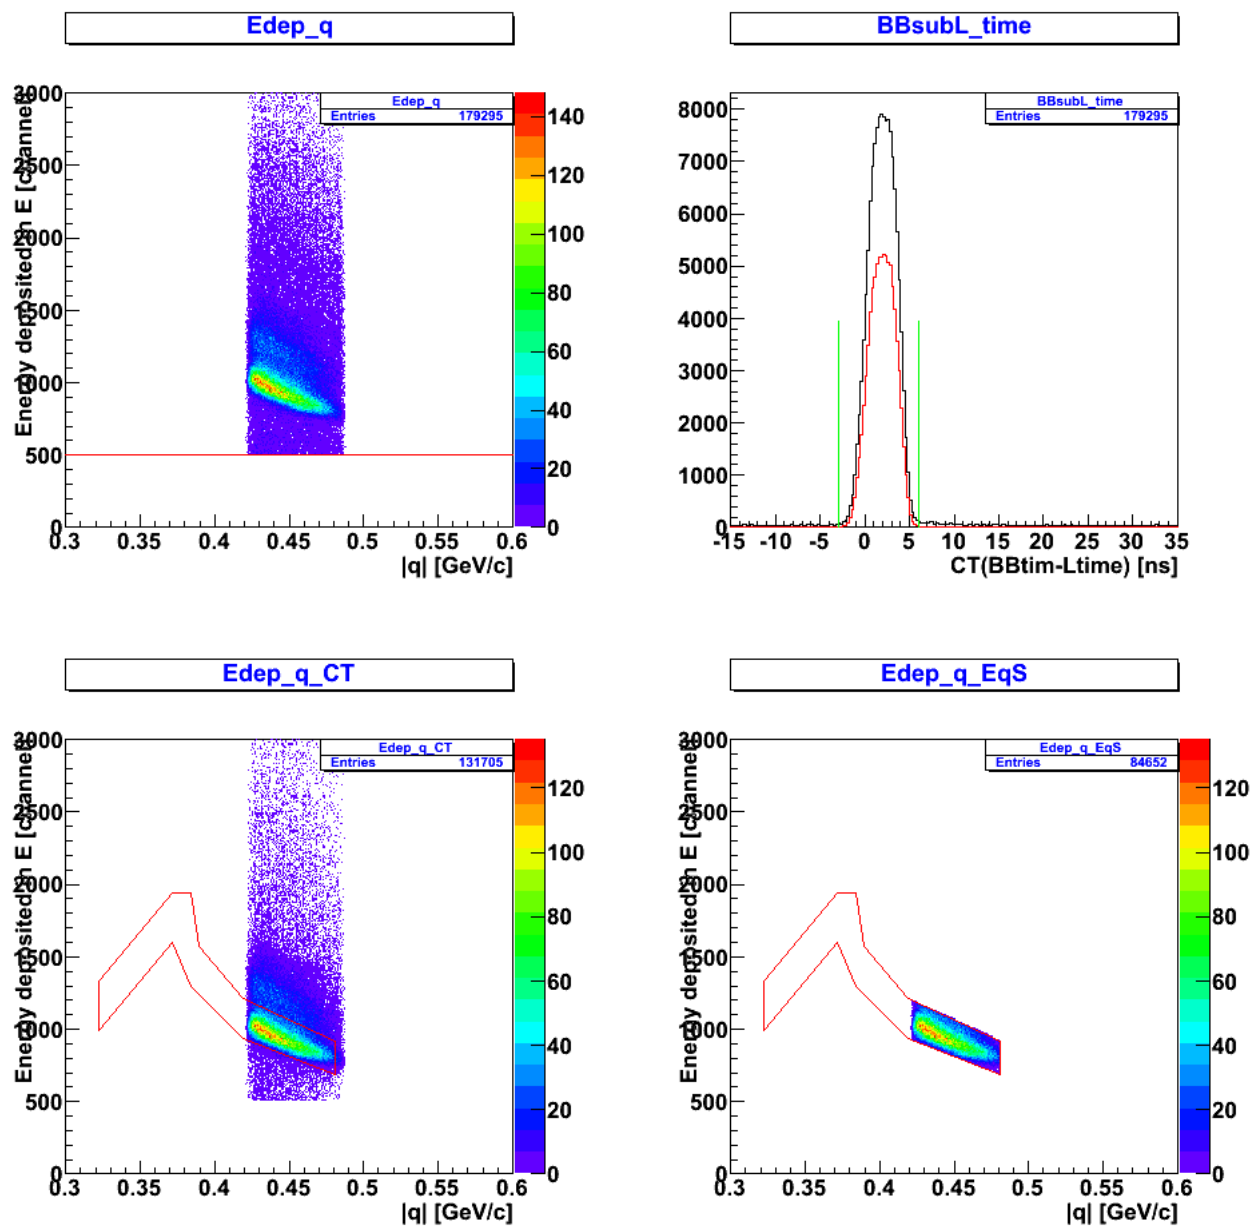 Edep_q
Edep_q
Entries 179295
3000
2500
2000
1500
1000
500
0
Energy deposited in E [channel]
0.3 0.35 0.4 0.45 0.5 0.55 0.6
|q| [GeV/c]
140
120
100
80
60
40
20
0
BBsubL_time
BBsubL_time
Entries 179295
8000
7000
6000
5000
4000
3000
2000
1000
0
-15 -10 -5 0 5 10 15 20 25 30 35
CT(BBtim-Ltime) [ns]
Edep_q_CT
Edep_q_CT
Entries 131705
3000
2500
2000
1500
1000
500
0
Energy deposited in E [channel]
0.3 0.35 0.4 0.45 0.5 0.55 0.6
|q| [GeV/c]
120
100
80
60
40
20
0
Edep_q_EqS
Edep_q_EqS
Entries 84652
3000
2500
2000
1500
1000
500
0
Energy deposited in E [channel]
0.3 0.35 0.4 0.45 0.5 0.55 0.6
|q| [GeV/c]
120
100
80
60
40
20
0